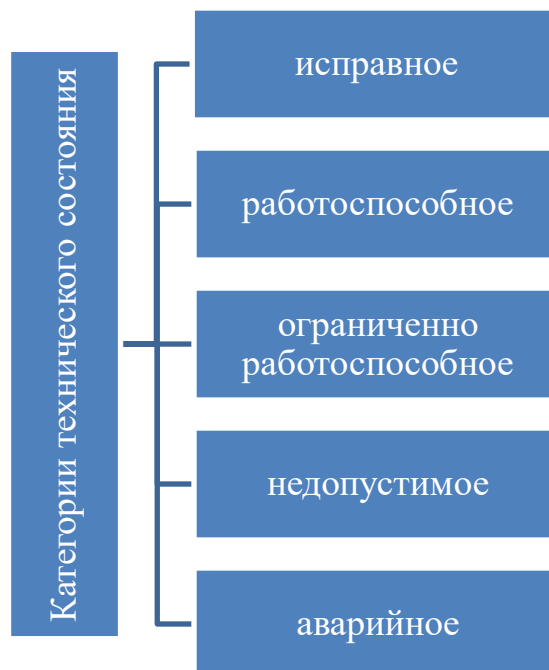 Категории технического состояния
исправное
работоспособное
ограниченно
работоспособное
недопустимое
аварийное